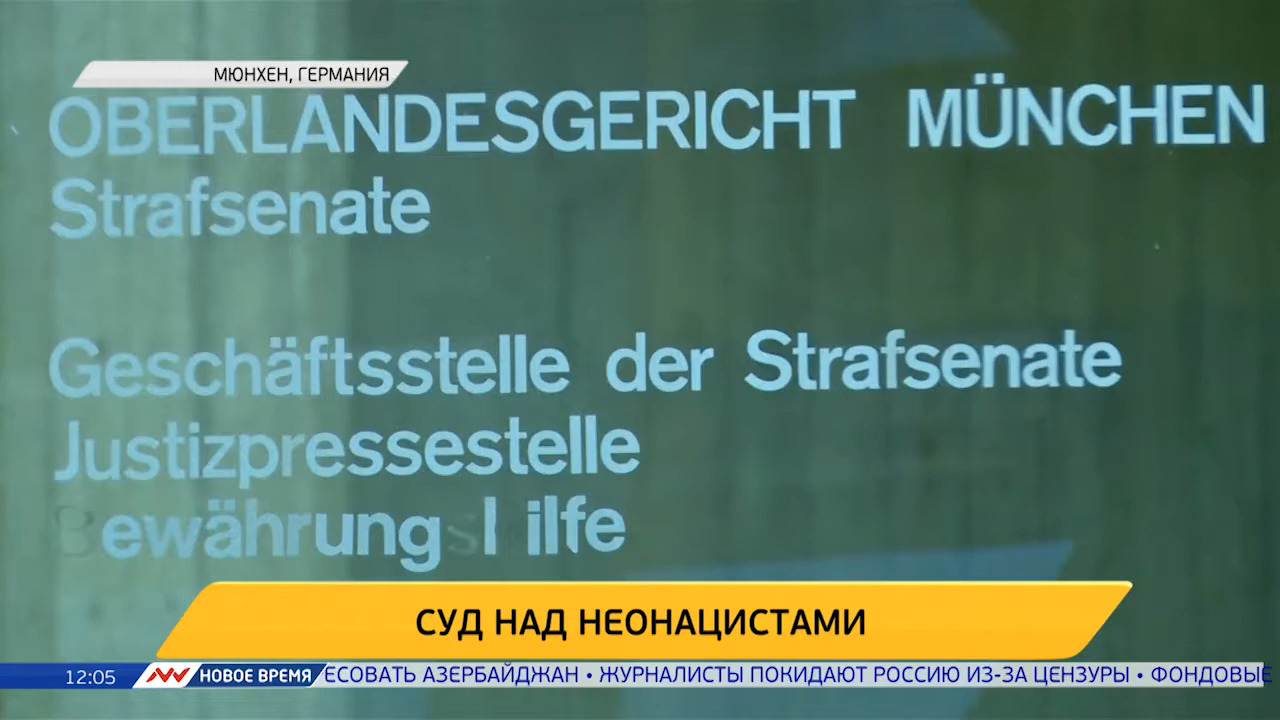 МЮНХЕН, ГЕРМАНИЯ
OBERLANDESGERICHT MÜNCHEN
Strafsenate
Geschäftsstelle der Strafsenate
Justizpressestelle
СУД НАД НЕОНАЦИСТАМИ
12:05 НОВОЕ ВРЕМЯ ЕСОВАТЬ АЗЕРБАЙДЖАН • ЖУРНАЛИСТЫ ПОКИДАЮТ РОССИЮ ИЗ-ЗА ЦЕНЗУРЫ • ФОНДОВЫЕ